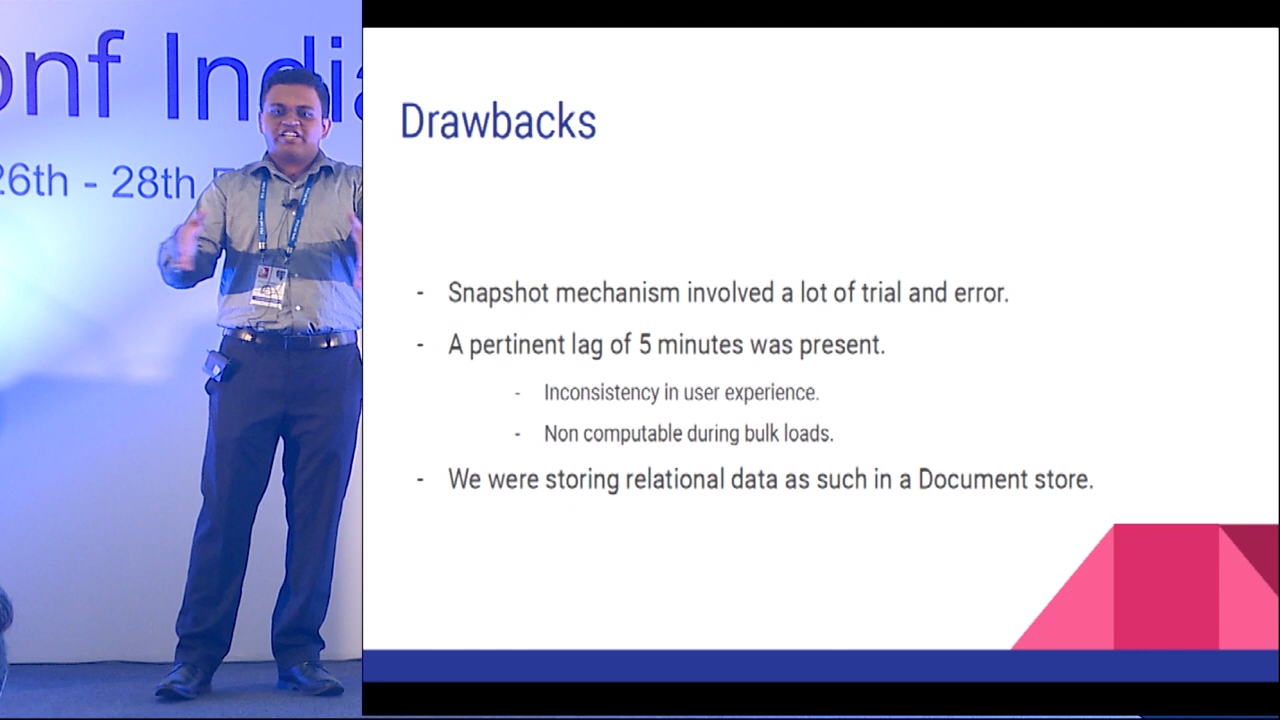 onf India
26th - 28th
Drawbacks
- Snapshot mechanism involved a lot of trial and error.
- A pertinent lag of 5 minutes was present.
- Inconsistency in user experience.
- Non computable during bulk loads.
- We were storing relational data as such in a Document store.